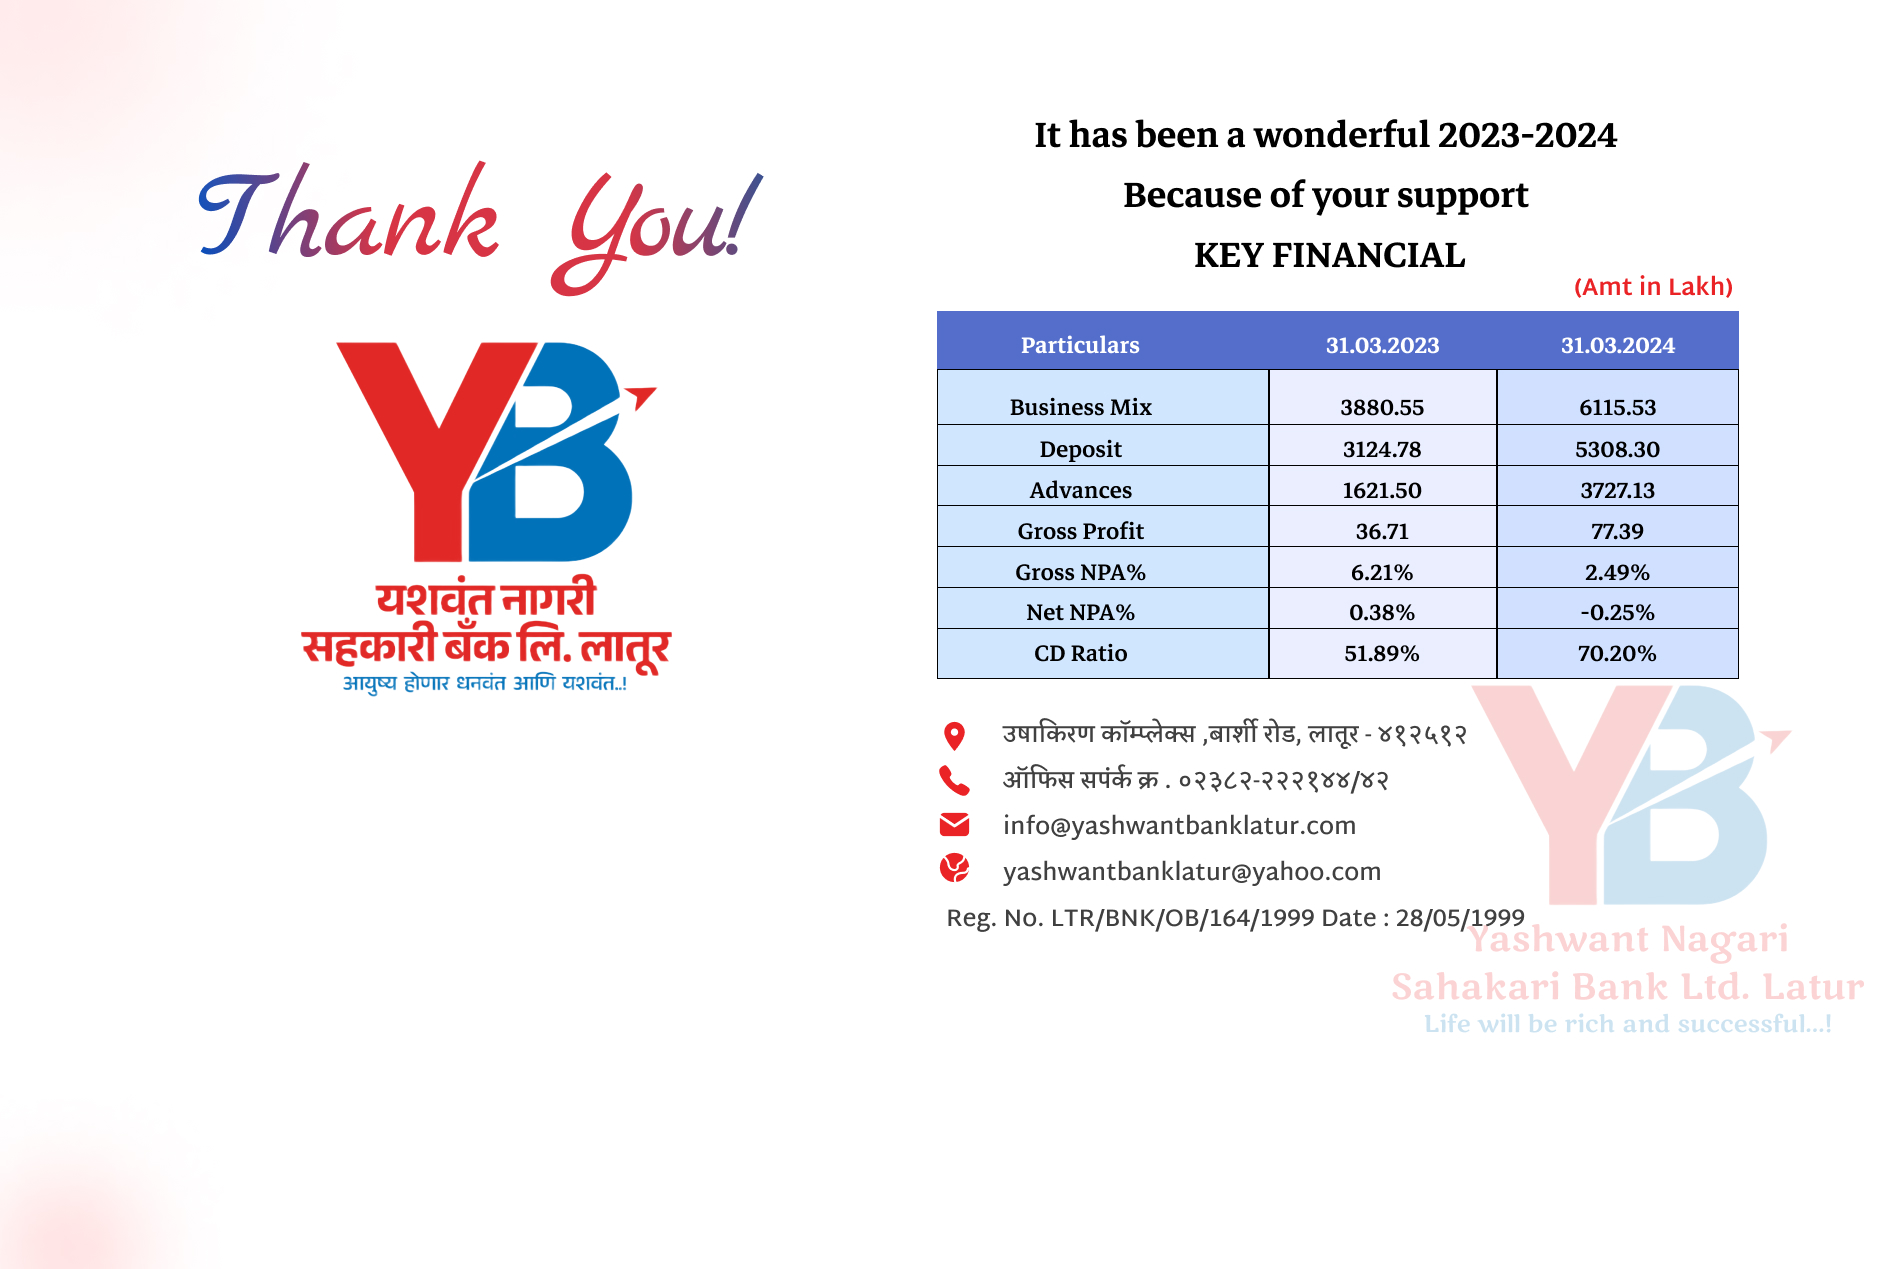 Thank You!
यशवंत नागरी
सहकारी बँक लि. लातूर
आयुष्य होणार धनवंत आणि यशवंत..!
It has been a wonderful 2023-2024
Because of your support
KEY FINANCIAL
(Amt in Lakh)
Particulars 31.03.2023 31.03.2024
Business Mix 3880.55 6115.53
Deposit 3124.78 5308.30
Advances 1621.50 3727.13
Gross Profit 36.71 77.39
Gross NPA% 6.21% 2.49%
Net NPA% 0.38% -0.25%
CD Ratio 51.89% 70.20%
उषाकिरण कॉम्प्लेक्स ,बार्शी रोड, लातूर - ४१२५१२
ऑफिस सपंर्क क्र . ०२३८२-२२२१४४/४२
info@yashwantbanklatur.com
yashwantbanklatur@yahoo.com
Reg. No. LTR/BNK/OB/164/1999 Date : 28/05/1999
YB
Yashwant Nagari
Sahakari Bank Ltd. Latur
Life will be rich and successful...!